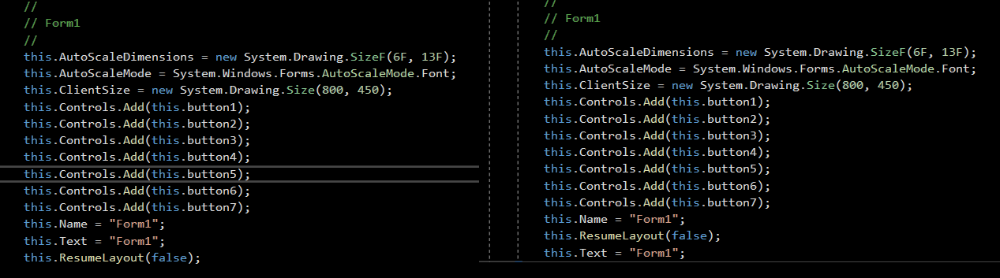 //
// Form1
//
this.AutoScaleDimensions = new System.Drawing.SizeF(6F, 13F);
this.AutoScaleMode = System.Windows.Forms.AutoScaleMode.Font;
this.ClientSize = new System.Drawing.Size(800, 450);
this.Controls.Add(this.button1);
this.Controls.Add(this.button2);
this.Controls.Add(this.button3);
this.Controls.Add(this.button4);
this.Controls.Add(this.button5);
this.Controls.Add(this.button6);
this.Controls.Add(this.button7);
this.Name = "Form1";
this.Text = "Form1";
this.ResumeLayout(false);
//
// Form1
//
this.AutoScaleDimensions = new System.Drawing.SizeF(6F, 13F);
this.AutoScaleMode = System.Windows.Forms.AutoScaleMode.Font;
this.ClientSize = new System.Drawing.Size(800, 450);
this.Controls.Add(this.button1);
this.Controls.Add(this.button2);
this.Controls.Add(this.button3);
this.Controls.Add(this.button4);
this.Controls.Add(this.button5);
this.Controls.Add(this.button6);
this.Controls.Add(this.button7);
this.Name = "Form1";
this.ResumeLayout(false);
this.Text = "Form1";